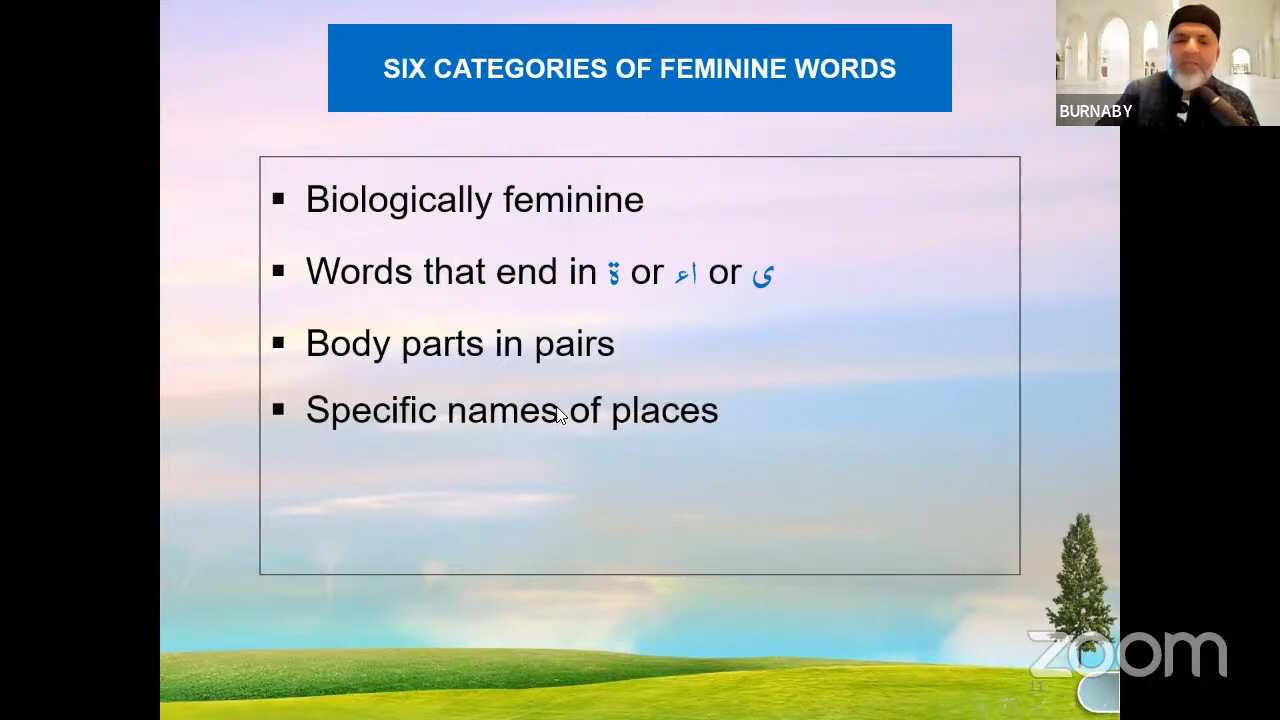 SIX CATEGORIES OF FEMININE WORDS
BURNABY
▪ Biologically feminine
▪ Words that end in ة or اء or ى
▪ Body parts in pairs
▪ Specific names of places
zoom
11